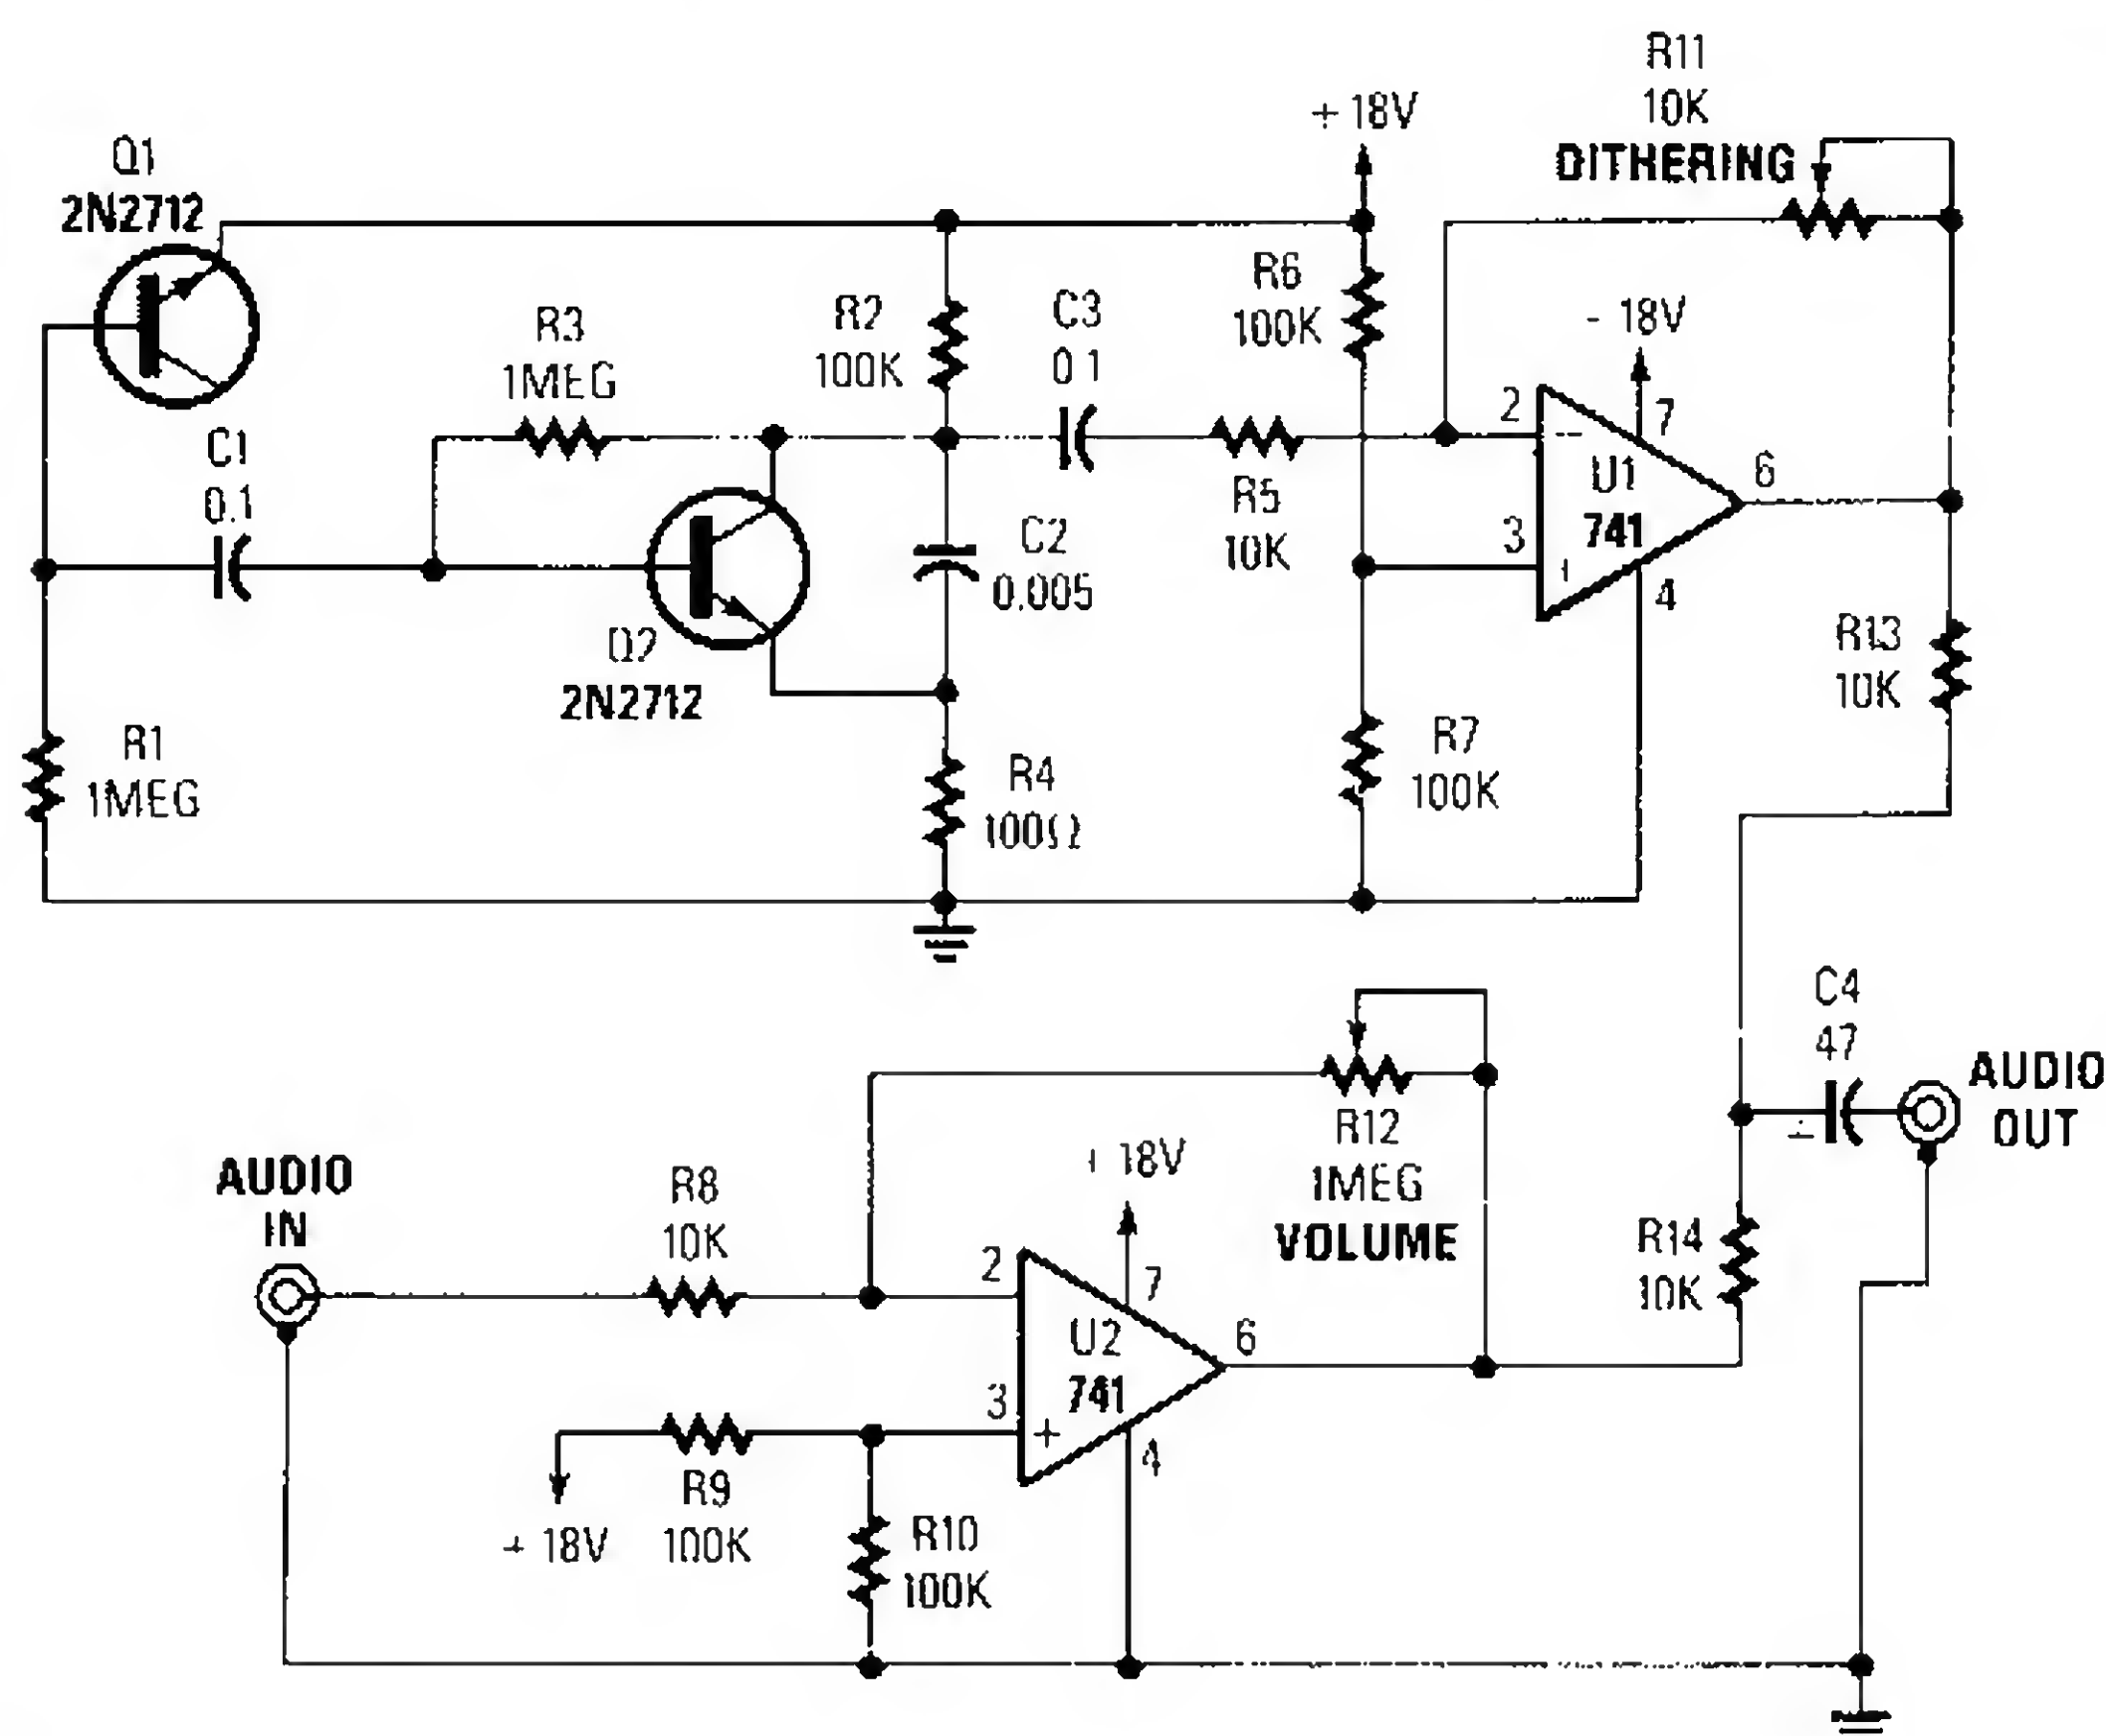 Q1
2N2712
R3
1MEG
C1
0.1
R2
100K
C3
0 1
+ 18V
R6
100K
R11
10K
DITHERING
- 18V
2
7
U1
741
6
3
4
-
+
R5
10K
C2
0.005
Q2
2N2712
R1
1MEG
R4
100Ω
R7
100K
R13
10K
C4
47
+
AUDIO
OUT
R12
1MEG
VOLUME
AUDIO
IN
R8
10K
+ 18V
2
7
U2
741
6
3
+
4
R14
10K
+ 18V
R9
100K
R10
100K